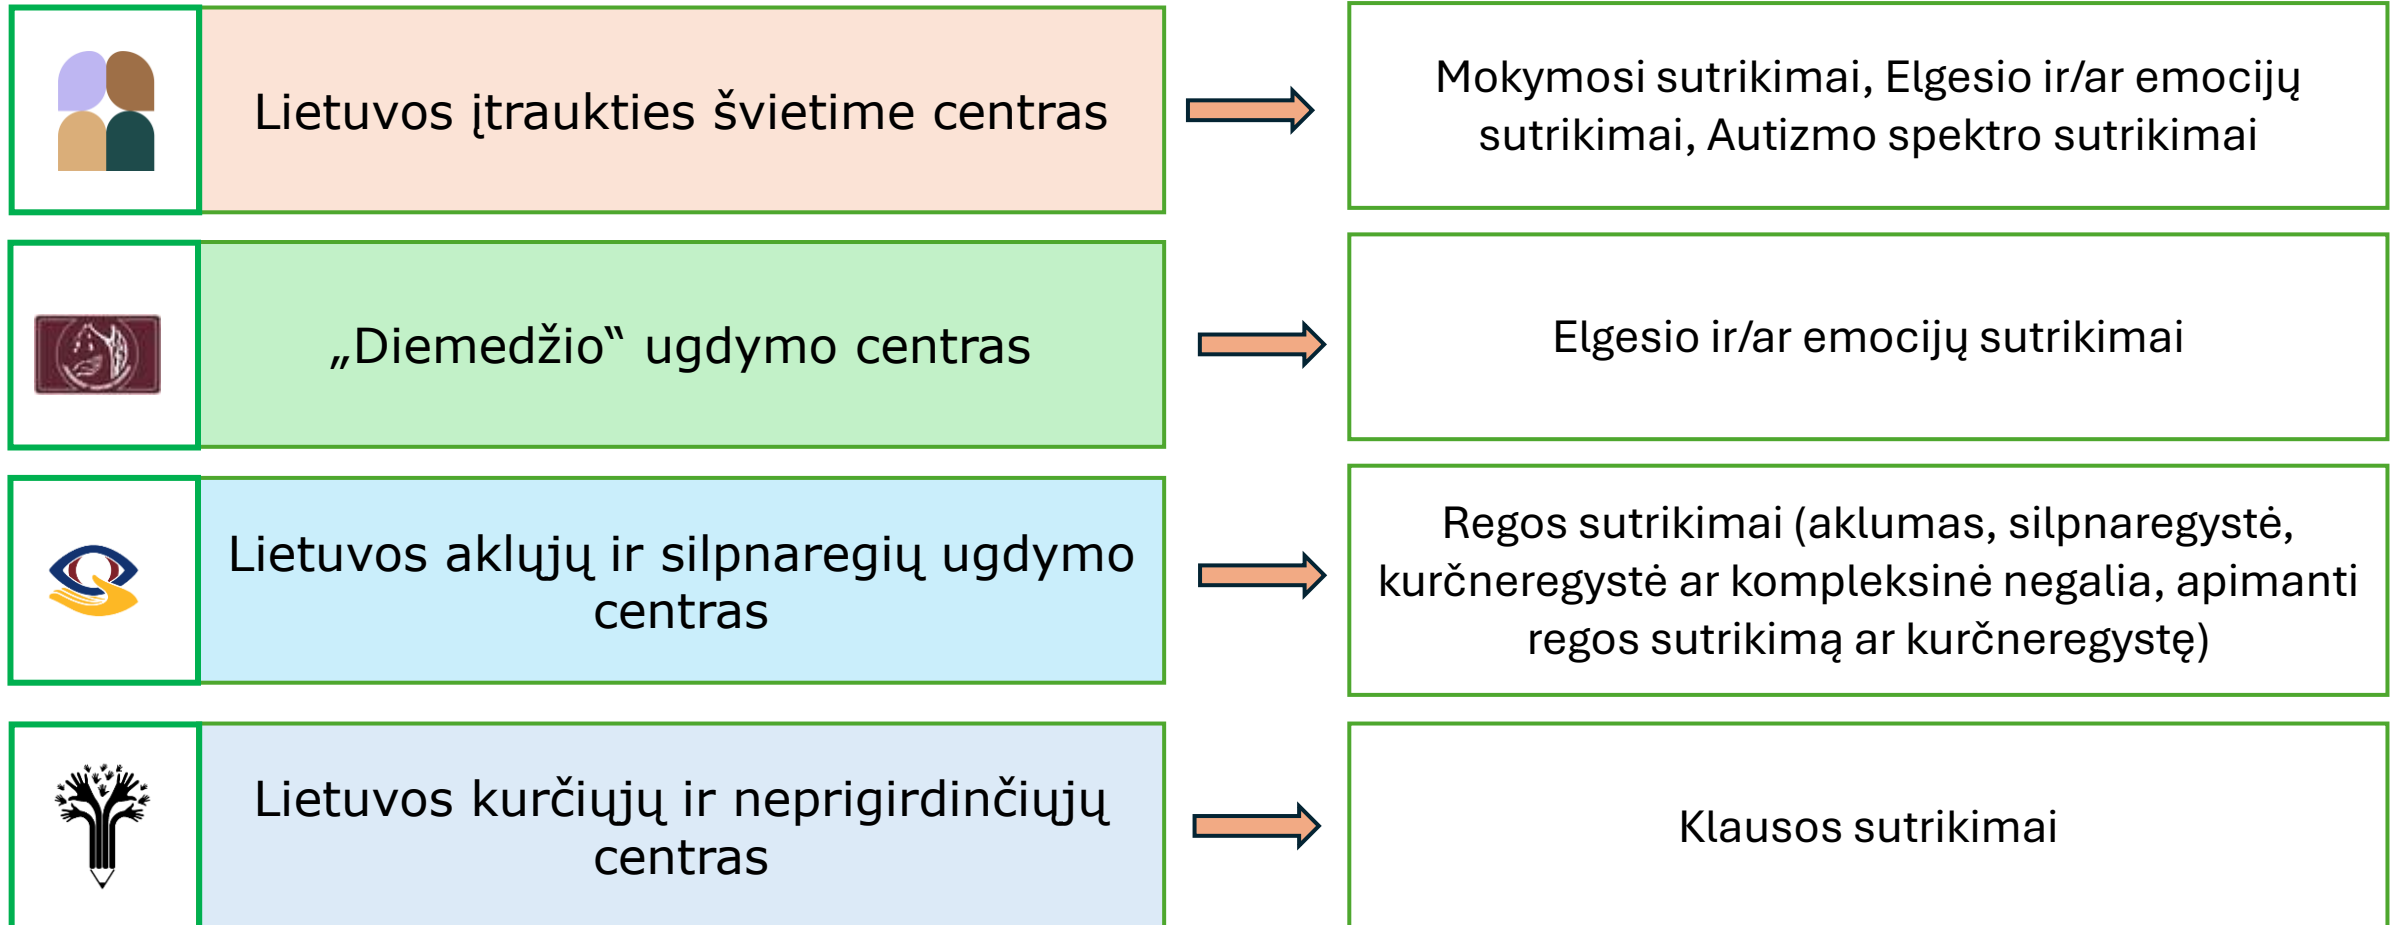 Lietuvos įtraukties švietime centras
Mokymosi sutrikimai, Elgesio ir/ar emocijų
sutrikimai, Autizmo spektro sutrikimai
„Diemedžio“ ugdymo centras
Elgesio ir/ar emocijų sutrikimai
Lietuvos aklųjų ir silpnaregių ugdymo
centras
Regos sutrikimai (aklumas, silpnaregystė,
kurčneregystė ar kompleksinė negalia, apimanti
regos sutrikimą ar kurčneregystę)
Lietuvos kurčiųjų ir neprigirdinčiųjų
centras
Klausos sutrikimai